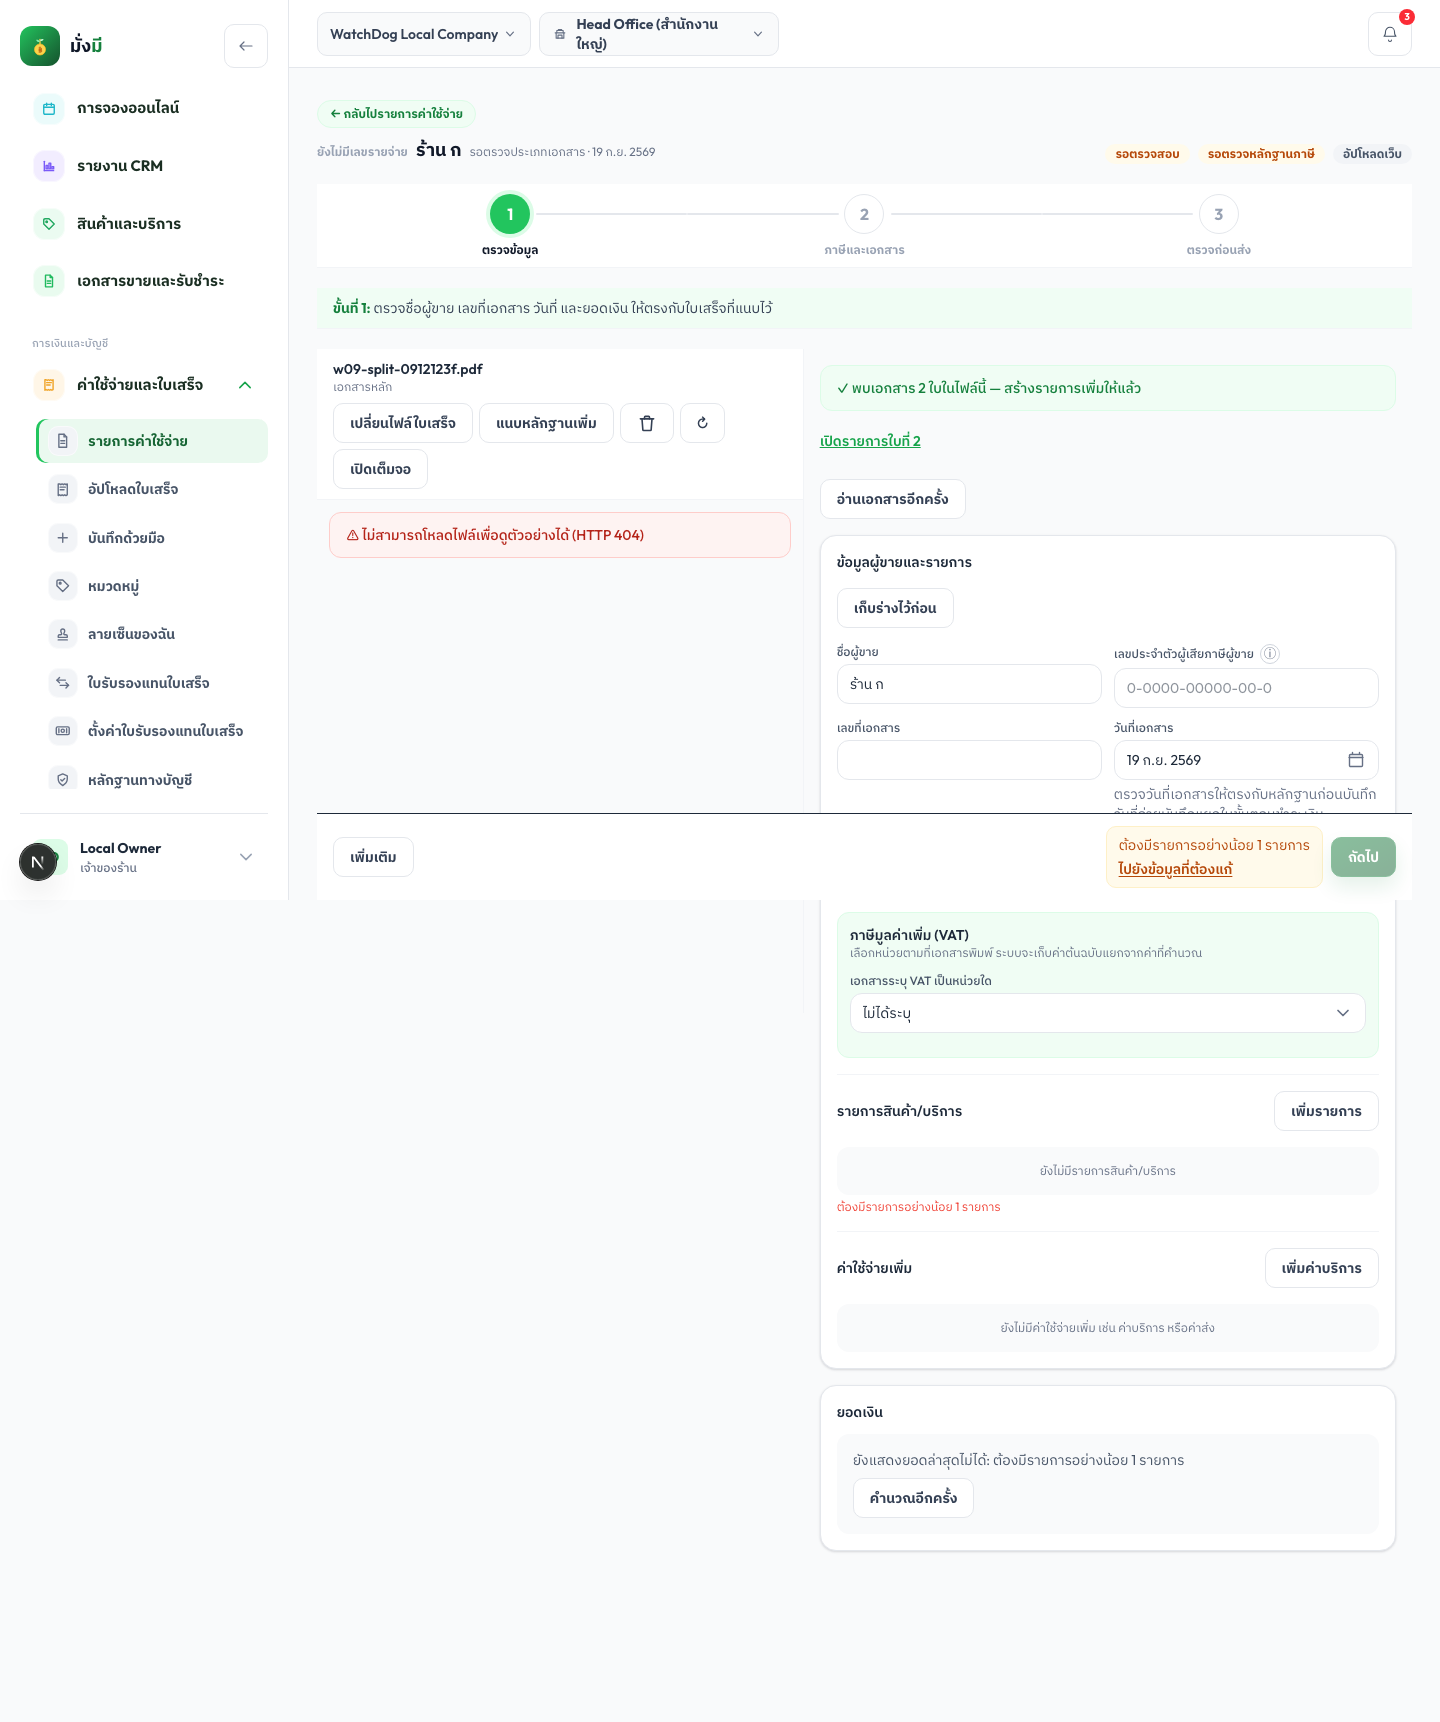 มั่งมี
การจองออนไลน์
รายงาน CRM
สินค้าและบริการ
เอกสารขายและรับชำระ
การเงินและบัญชี
ค่าใช้จ่ายและใบเสร็จ
รายการค่าใช้จ่าย
อัปโหลดใบเสร็จ
บันทึกด้วยมือ
หมวดหมู่
ลายเซ็นของฉัน
ใบรับรองแทนใบเสร็จ
ตั้งค่าใบรับรองแทนใบเสร็จ
หลักฐานทางบัญชี
Local Owner
เจ้าของร้าน
N
WatchDog Local Company
Head Office (สำนักงาน
ใหญ่)
3
← กลับไปรายการค่าใช้จ่าย
ยังไม่มีเลขรายจ่าย ร้าน ก รอตรวจประเภทเอกสาร · 19 ก.ย. 2569
รอตรวจสอบ รอตรวจหลักฐานภาษี อัปโหลดเว็บ
1 2 3
ตรวจข้อมูล ภาษีและเอกสาร ตรวจก่อนส่ง
ขั้นที่ 1: ตรวจชื่อผู้ขาย เลขที่เอกสาร วันที่ และยอดเงิน ให้ตรงกับใบเสร็จที่แนบไว้
w09-split-0912123f.pdf
เอกสารหลัก
เปลี่ยนไฟล์ใบเสร็จ แนบหลักฐานเพิ่ม ↻
เปิดเต็มจอ
⚠ ไม่สามารถโหลดไฟล์เพื่อดูตัวอย่างได้ (HTTP 404)
✓ พบเอกสาร 2 ใบในไฟล์นี้ — สร้างรายการเพิ่มให้แล้ว
เปิดรายการใบที่ 2
อ่านเอกสารอีกครั้ง
ข้อมูลผู้ขายและรายการ
เก็บร่างไว้ก่อน
ชื่อผู้ขาย เลขประจำตัวผู้เสียภาษีผู้ขาย ⓘ
ร้าน ก 0-0000-00000-00-0
เลขที่เอกสาร วันที่เอกสาร
19 ก.ย. 2569
ตรวจวันที่เอกสารให้ตรงกับหลักฐานก่อนบันทึก
เพิ่มเติม
ต้องมีรายการอย่างน้อย 1 รายการ
ไปยังข้อมูลที่ต้องแก้
ถัดไป
ภาษีมูลค่าเพิ่ม (VAT)
เลือกหน่วยตามที่เอกสารพิมพ์ ระบบจะเก็บค่าต้นฉบับแยกจากค่าที่คำนวณ
เอกสารระบุ VAT เป็นหน่วยใด
ไม่ได้ระบุ
รายการสินค้า/บริการ เพิ่มรายการ
ยังไม่มีรายการสินค้า/บริการ
ต้องมีรายการอย่างน้อย 1 รายการ
ค่าใช้จ่ายเพิ่ม เพิ่มค่าบริการ
ยังไม่มีค่าใช้จ่ายเพิ่ม เช่น ค่าบริการ หรือค่าส่ง
ยอดเงิน
ยังแสดงยอดล่าสุดไม่ได้: ต้องมีรายการอย่างน้อย 1 รายการ
คำนวณอีกครั้ง